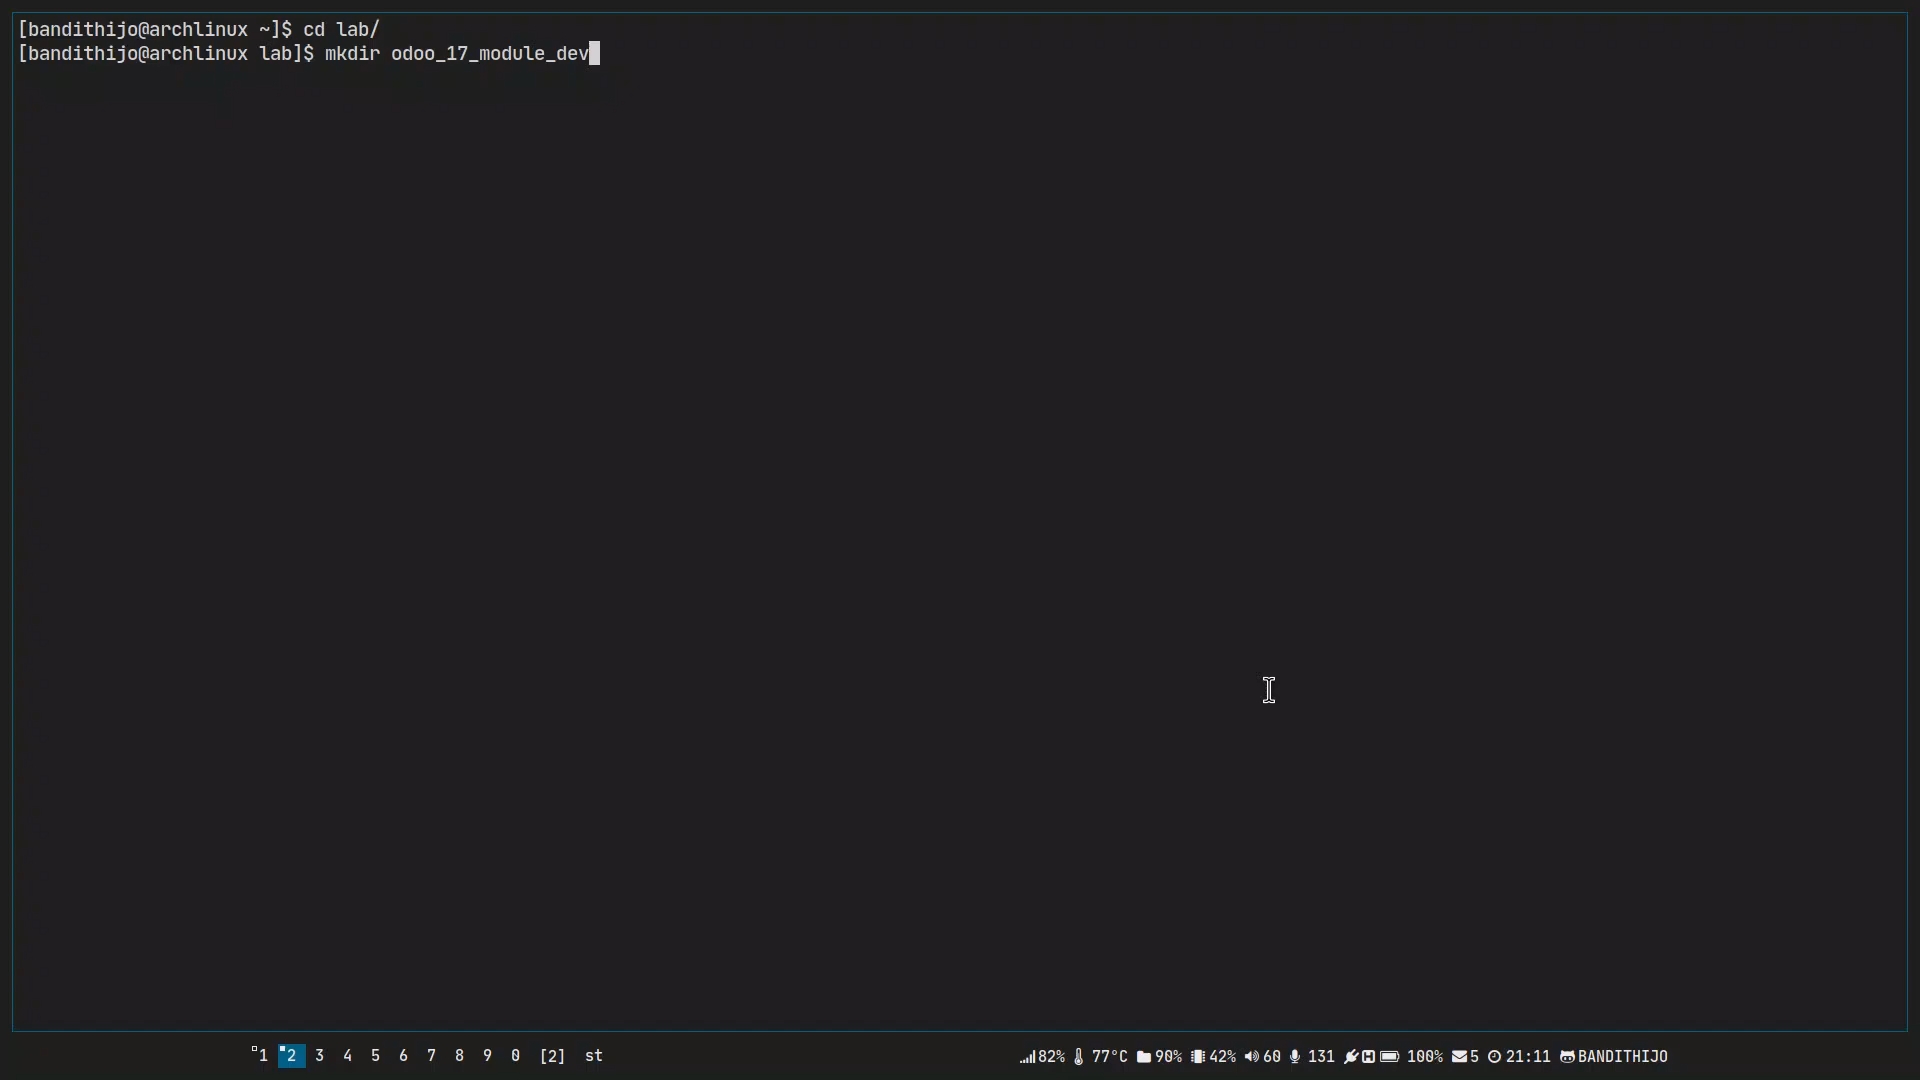 [bandithijo@archlinux ~]$ cd lab/
[bandithijo@archlinux lab]$ mkdir odoo_17_module_dev
1 2 3 4 5 6 7 8 9 0 [2] st
82% 77°C 90% 42% 60 131 H 100% 5 21:11 BANDITHIJO